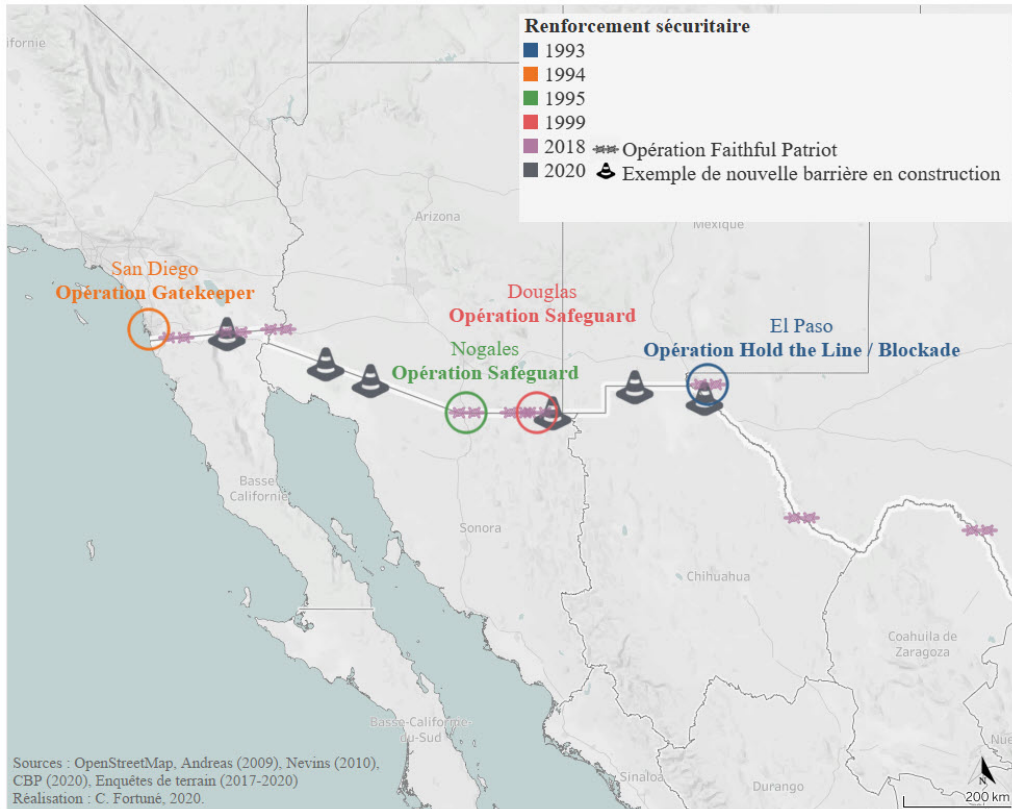 Renforcement sécuritaire
1993
1994
1995
1999
2018 Opération Faithful Patriot
2020 Exemple de nouvelle barrière en construction
Californie
ifornie
Arizona
Mexique
San Diego
Opération Gatekeeper
Douglas
Opération Safeguard
El Paso
Opération Hold the Line / Blockade
Nogales
Opération Safeguard
Basse-
Californie
Sonora
Chihuahua
Coahuila de
Zaragoza
Basse-Californie-
du-Sud
Nue
Sinaloa
Durango
Sources : OpenStreetMap, Andreas (2009), Nevins (2010),
CBP (2020), Enquêtes de terrain (2017-2020)
Réalisation : C. Fortuné, 2020.
N
200 km